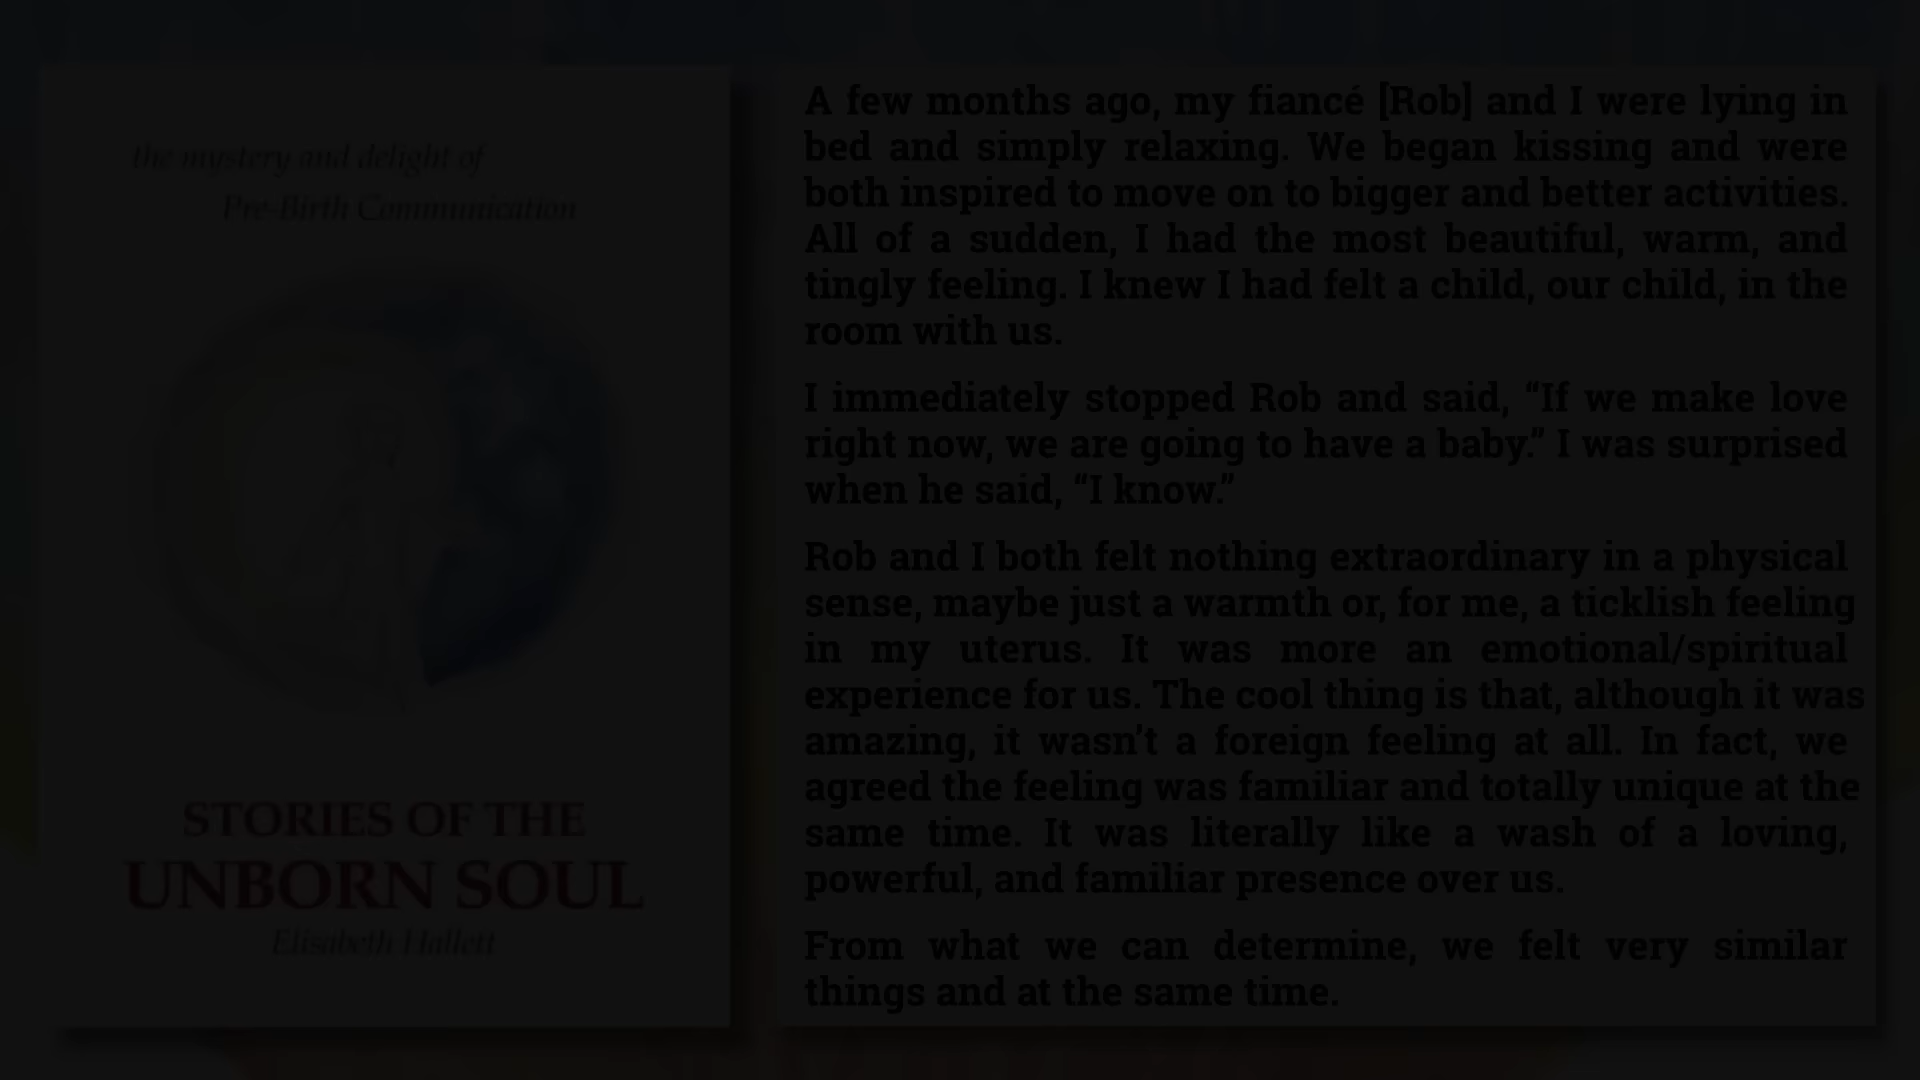 the mystery and delight of
Pre-Birth Communication
STORIES OF THE
UNBORN SOUL
Elisabeth Hallett
A few months ago, my fiancé [Rob] and I were lying in
bed and simply relaxing. We began kissing and were
both inspired to move on to bigger and better activities.
All of a sudden, I had the most beautiful, warm, and
tingly feeling. I knew I had felt a child, our child, in the
room with us.
I immediately stopped Rob and said, “If we make love
right now, we are going to have a baby.” I was surprised
when he said, “I know.”
Rob and I both felt nothing extraordinary in a physical
sense, maybe just a warmth or, for me, a ticklish feeling
in my uterus. It was more an emotional/spiritual
experience for us. The cool thing is that, although it was
amazing, it wasn’t a foreign feeling at all. In fact, we
agreed the feeling was familiar and totally unique at the
same time. It was literally like a wash of a loving,
powerful, and familiar presence over us.
From what we can determine, we felt very similar
things and at the same time.